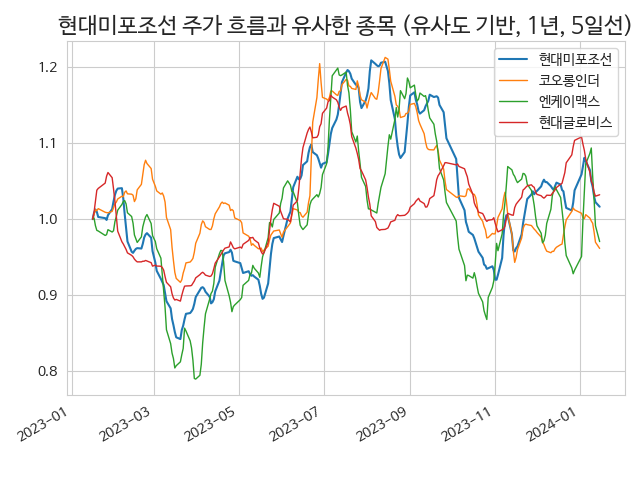 현대미포조선 주가 흐름과 유사한 종목 (유사도 기반, 1년, 5일선)
현대미포조선
코오롱인더
엔케이맥스
현대글로비스
1.2
1.1
1.0
0.9
0.8
2023-01
2023-03
2023-05
2023-07
2023-09
2023-11
2024-01